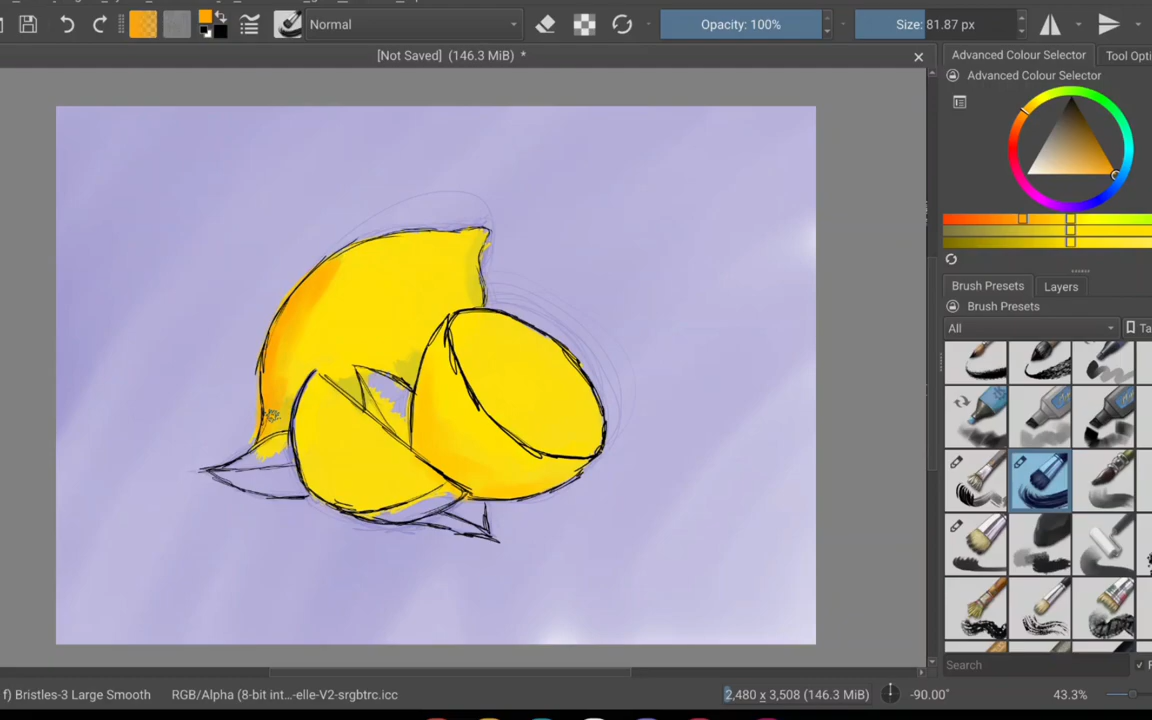 Normal
Opacity: 100%
Size: 81.87 px
[Not Saved] (146.3 MiB) *
Advanced Colour Selector
Tool Opti
Advanced Colour Selector
Brush Presets
Layers
Brush Presets
All
Ta
Search
f) Bristles-3 Large Smooth
RGB/Alpha (8-bit int...-elle-V2-srgbtrc.icc
2,480 x 3,508 (146.3 MiB)
-90.00°
43.3%